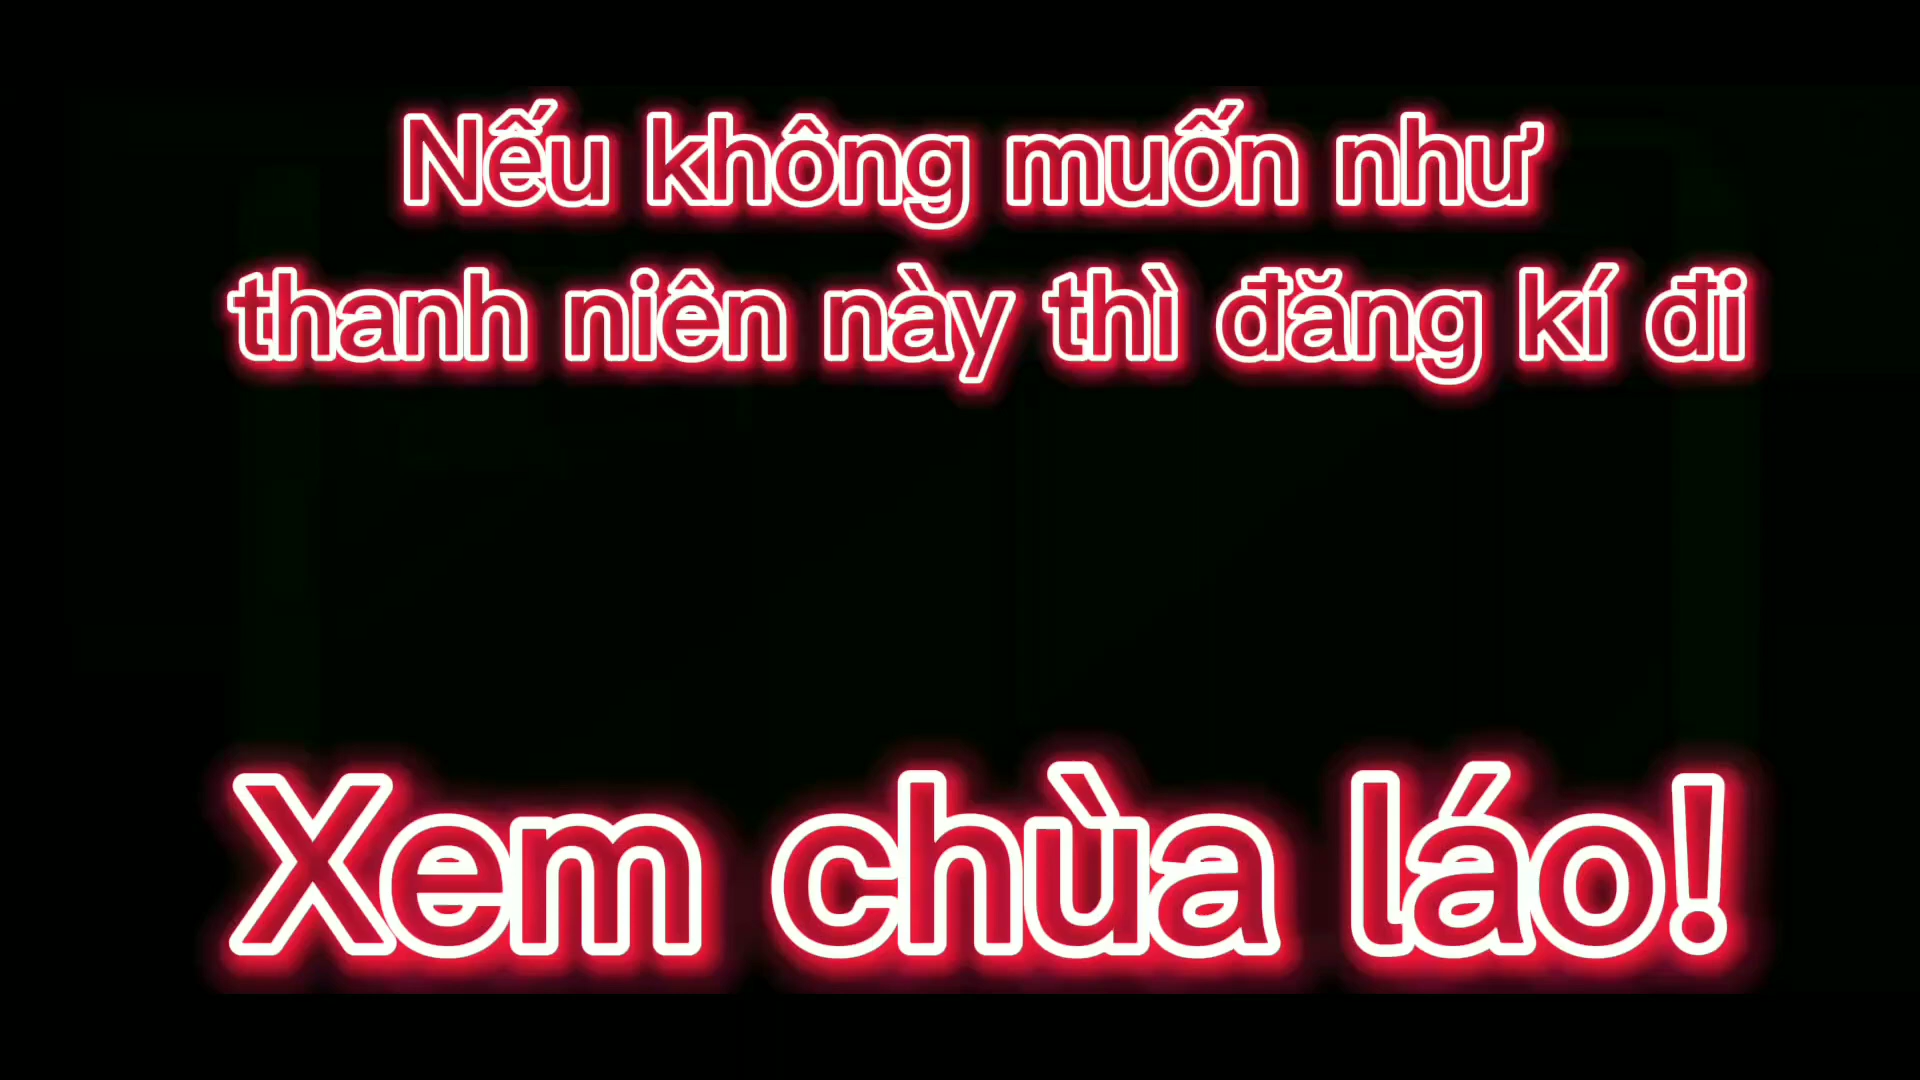 Nếu không muốn như
thanh niên này thì đăng kí đi
Xem chùa láo!